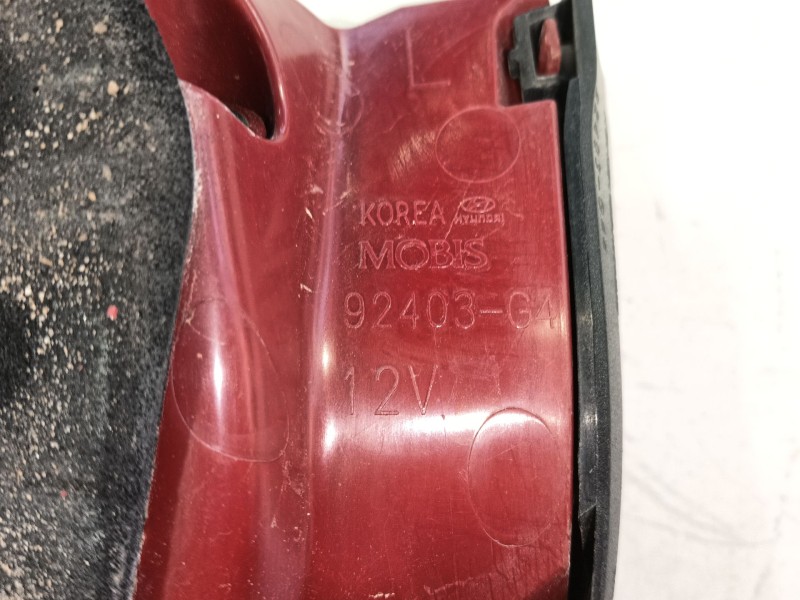 L
KOREA HYUNDAI
MOBIS
92403-G4
12V